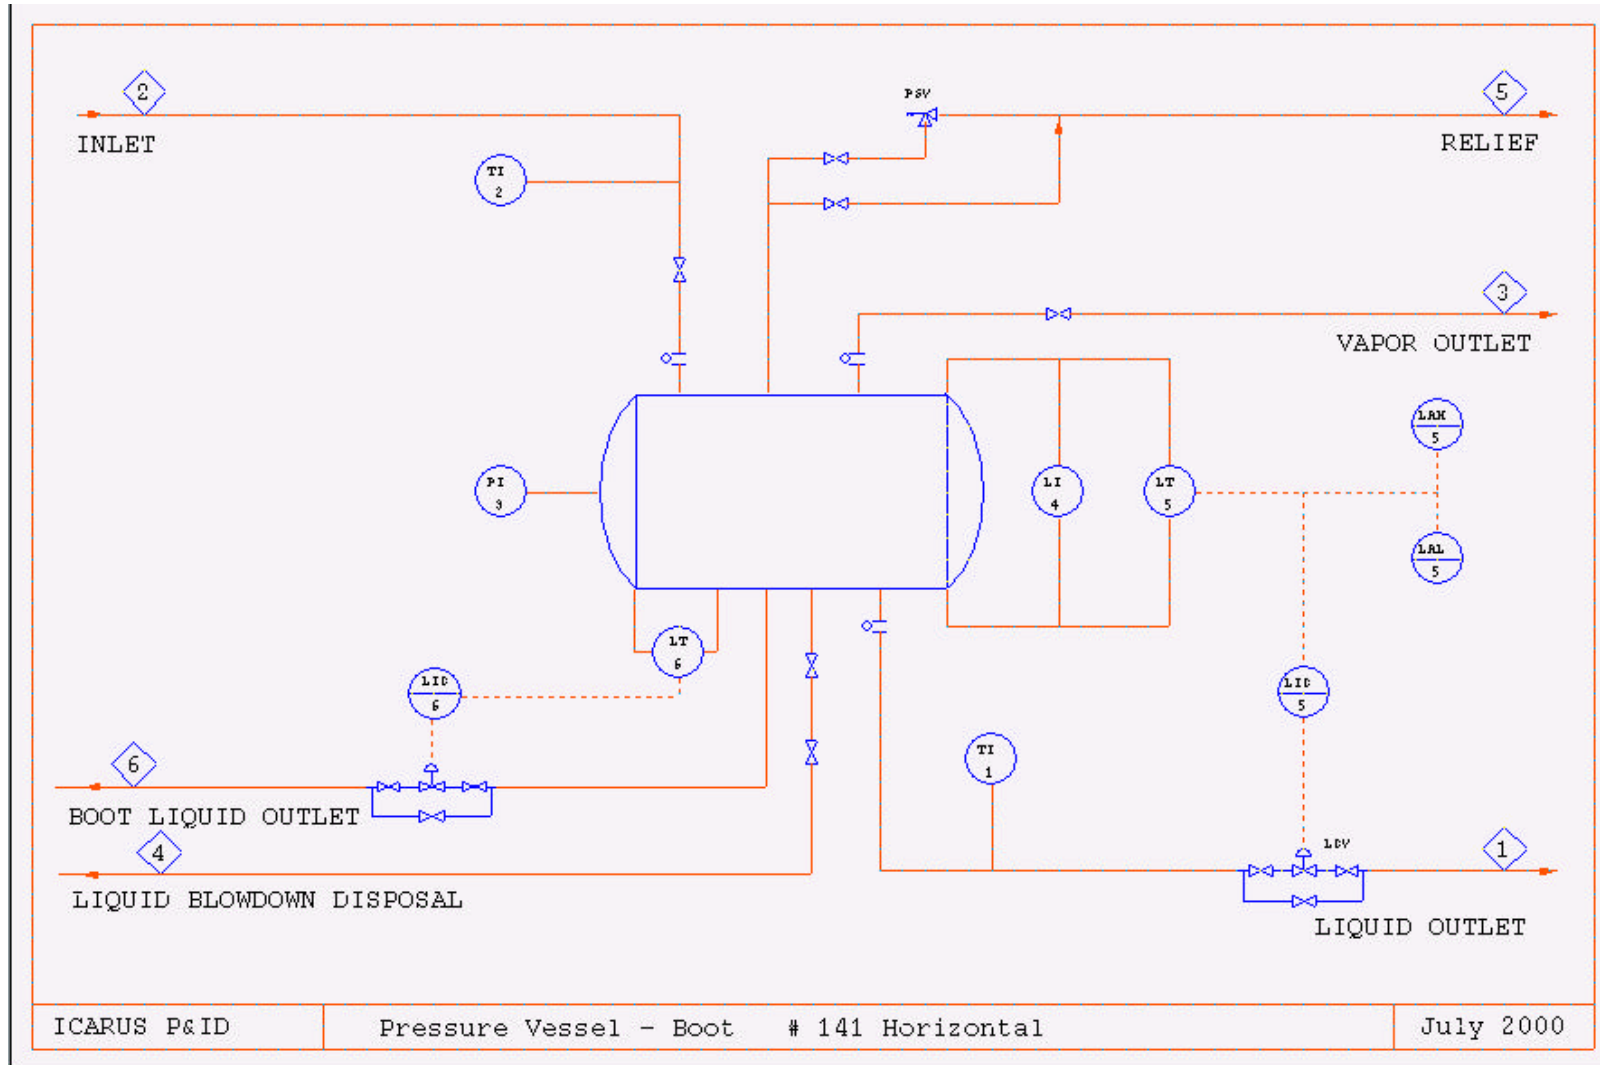 2
INLET
PSV
5
RELIEF
TI
2
3
VAPOR OUTLET
LAH
5
PI
3
LI
4
LT
5
LAL
5
LT
6
LIC
6
LIC
5
6
BOOT LIQUID OUTLET
TI
1
4
LIQUID BLOWDOWN DISPOSAL
LCV
1
LIQUID OUTLET
ICARUS P&ID
Pressure Vessel - Boot # 141 Horizontal
July 2000